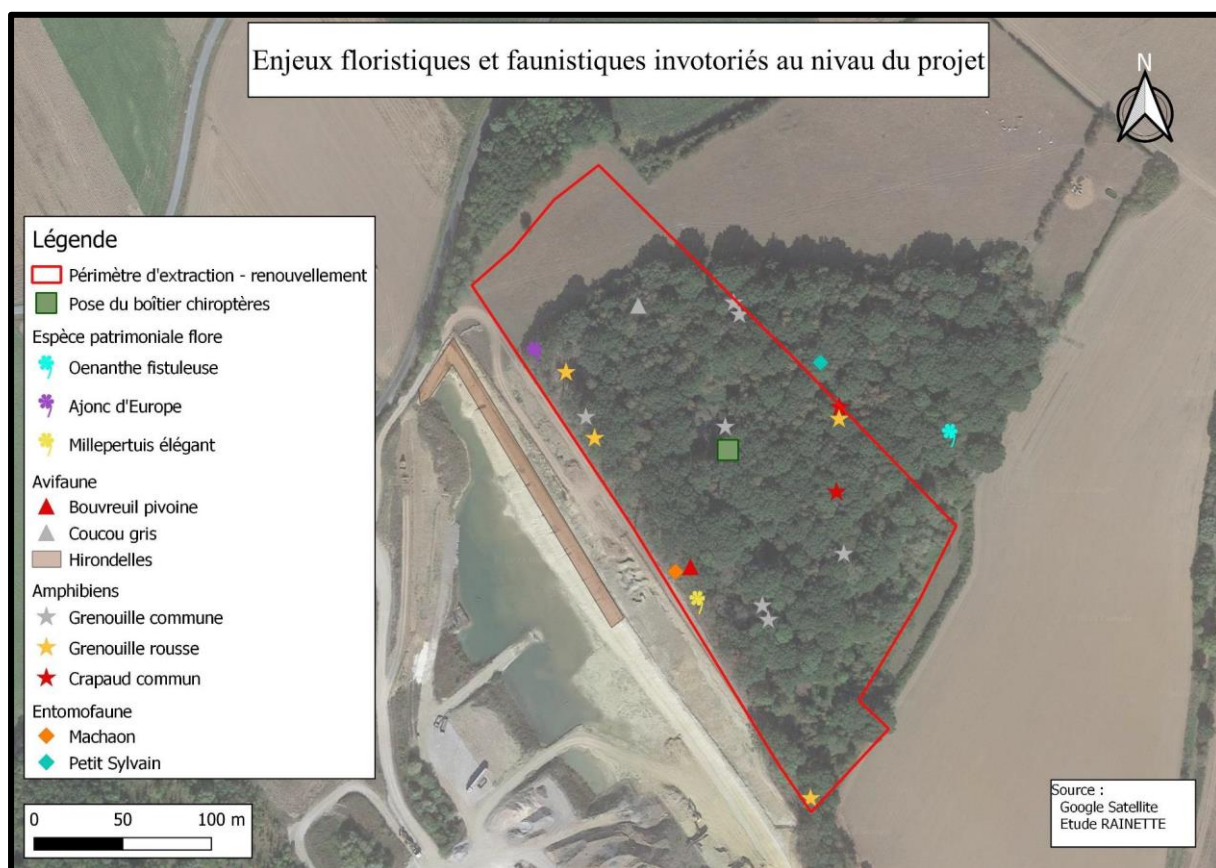 Enjeux floristiques et faunistiques invotoriés au nivau du projet
N
Légende
Périmètre d'extraction - renouvellement
Pose du boîtier chiroptères
Espèce patrimoniale flore
Oenanthe fistuleuse
Ajonc d'Europe
Millepertuis élégant
Avifaune
Bouvreuil pivoine
Coucou gris
Hirondelles
Amphibiens
Grenouille commune
Grenouille rousse
Crapaud commun
Entomofaune
Machaon
Petit Sylvain
0 50 100 m
Source :
Google Satellite
Etude RAINETTE